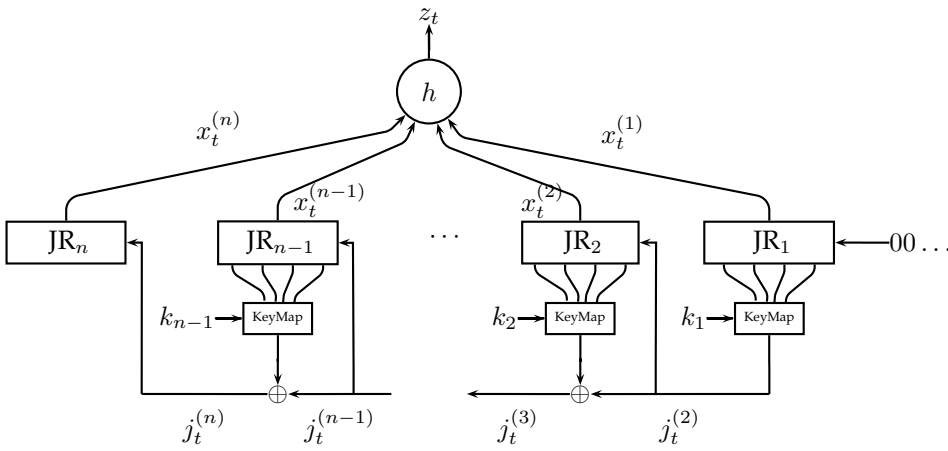 z_t
h
x_t^{(n)} x_t^{(1)}
x_t^{(n-1)} x_t^{(2)}
JR_n JR_{n-1} ... JR_2 JR_1 00...
k_{n-1} KeyMap k_2 KeyMap k_1 KeyMap
⊕ ⊕
j_t^{(n)} j_t^{(n-1)} j_t^{(3)} j_t^{(2)}